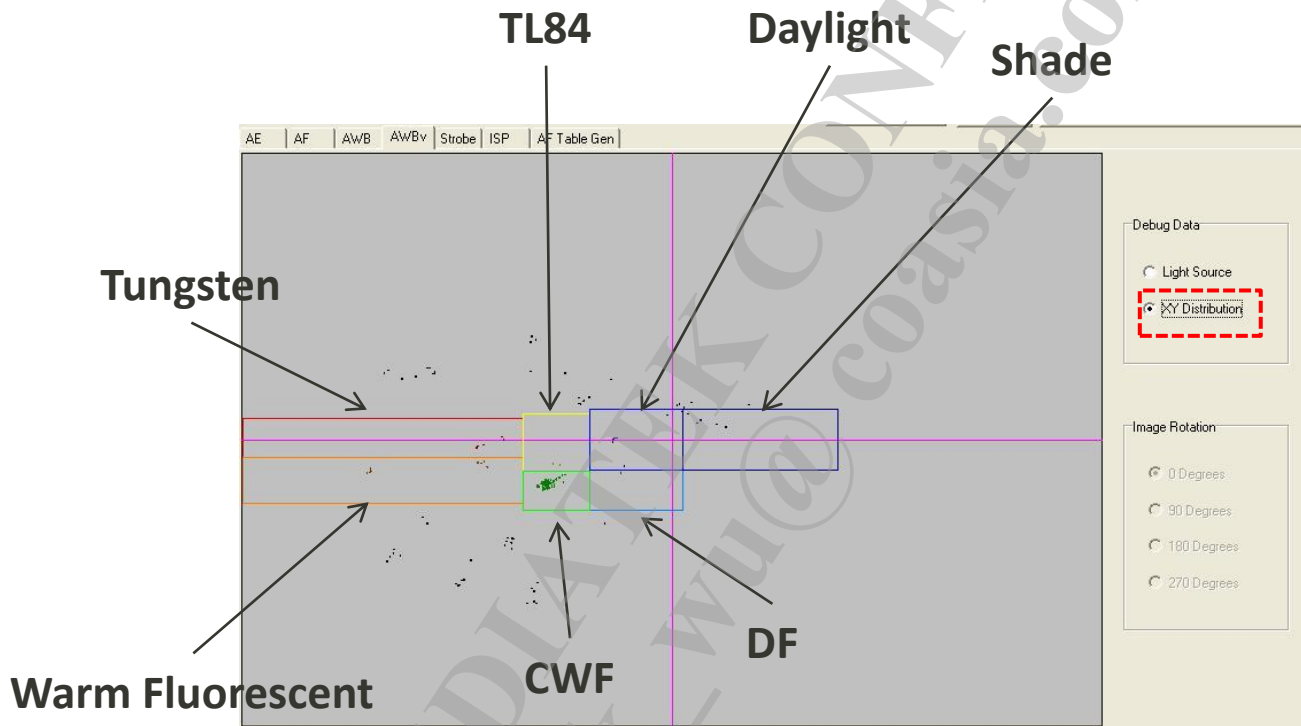 TL84
Daylight
Shade
AE AF AWB AWBv Strobe ISP AF Table Gen
Debug Data
Light Source
XY Distribution
Tungsten
Image Rotation
0 Degrees
90 Degrees
180 Degrees
270 Degrees
DF
CWF
Warm Fluorescent